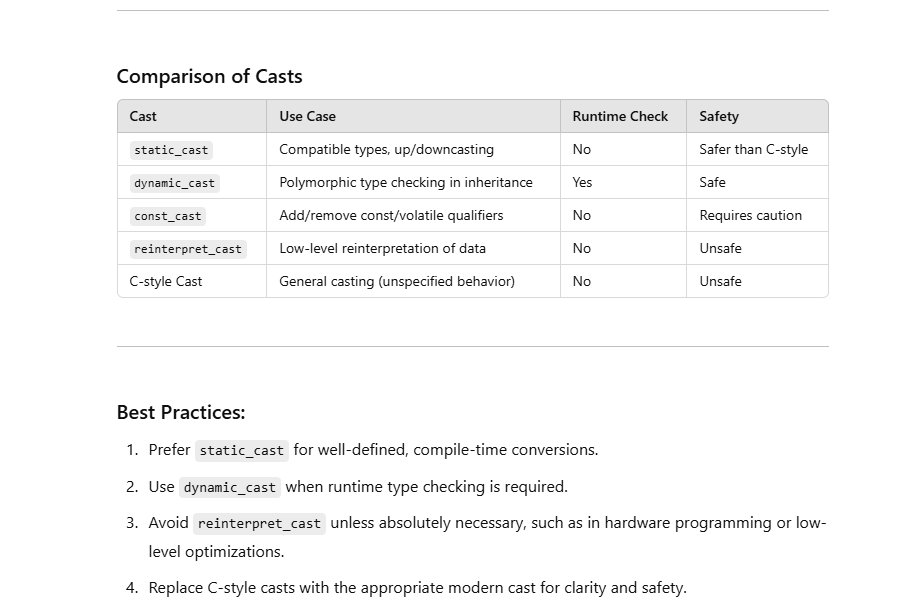 Comparison of Casts
Cast Use Case Runtime Check Safety
static_cast Compatible types, up/downcasting No Safer than C-style
dynamic_cast Polymorphic type checking in inheritance Yes Safe
const_cast Add/remove const/volatile qualifiers No Requires caution
reinterpret_cast Low-level reinterpretation of data No Unsafe
C-style Cast General casting (unspecified behavior) No Unsafe
Best Practices:
1. Prefer static_cast for well-defined, compile-time conversions.
2. Use dynamic_cast when runtime type checking is required.
3. Avoid reinterpret_cast unless absolutely necessary, such as in hardware programming or low-
level optimizations.
4. Replace C-style casts with the appropriate modern cast for clarity and safety.